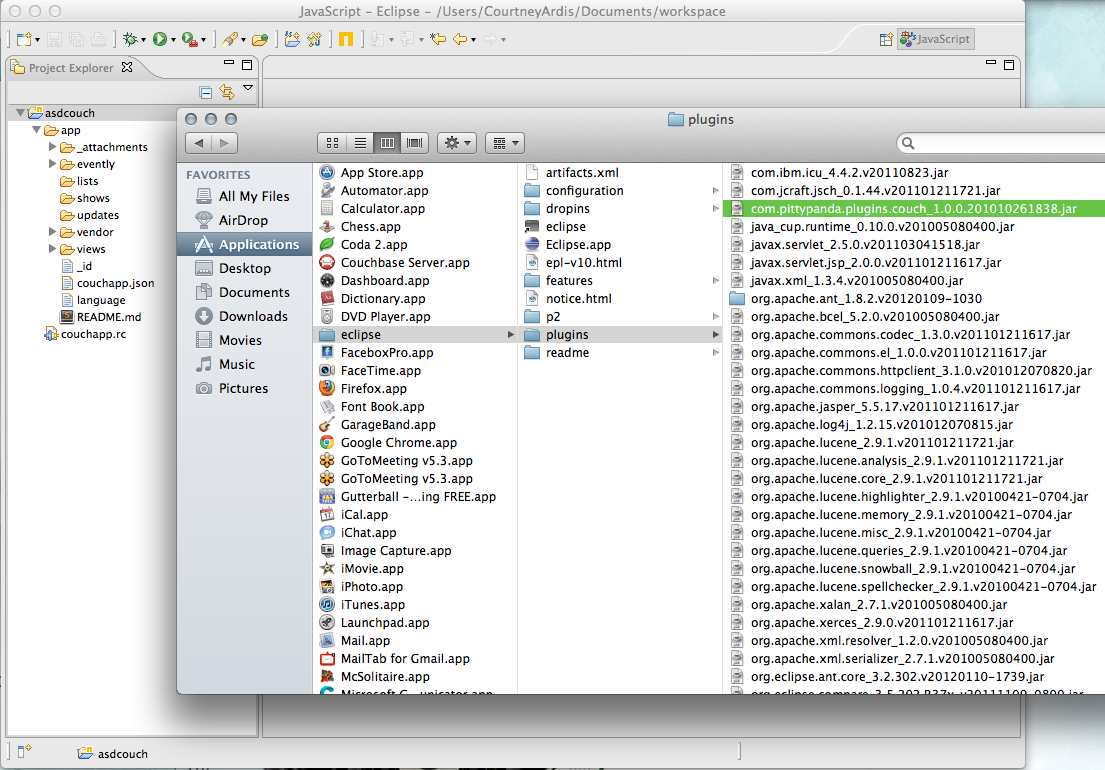 JavaScript – Eclipse – /Users/CourtneyArdis/Documents/workspace
JavaScript
Project Explorer
asdcouch
app
_attachments
evently
lists
shows
updates
vendor
views
_id
couchapp.json
language
README.md
couchapp.rc
plugins
FAVORITES
All My Files
AirDrop
Applications
Desktop
Documents
Downloads
Movies
Music
Pictures
App Store.app
Automator.app
Calculator.app
Chess.app
Coda 2.app
Couchbase Server.app
Dashboard.app
Dictionary.app
DVD Player.app
eclipse
FaceboxPro.app
FaceTime.app
Firefox.app
Font Book.app
GarageBand.app
Google Chrome.app
GoToMeeting v5.3.app
GoToMeeting v5.3.app
Gutterball –...ing FREE.app
iCal.app
iChat.app
Image Capture.app
iMovie.app
iPhoto.app
iTunes.app
Launchpad.app
Mail.app
MailTab for Gmail.app
McSolitaire.app
artifacts.xml
configuration
dropins
eclipse
Eclipse.app
epl-v10.html
features
notice.html
p2
plugins
readme
com.ibm.icu_4.4.2.v20110823.jar
com.jcraft.jsch_0.1.44.v201101211721.jar
com.pittypanda.plugins.couch_1.0.0.201010261838.jar
java_cup.runtime_0.10.0.v201005080400.jar
javax.servlet_2.5.0.v201103041518.jar
javax.servlet.jsp_2.0.0.v201101211617.jar
javax.xml_1.3.4.v201005080400.jar
org.apache.ant_1.8.2.v20120109-1030
org.apache.bcel_5.2.0.v201005080400.jar
org.apache.commons.codec_1.3.0.v201101211617.jar
org.apache.commons.el_1.0.0.v201101211617.jar
org.apache.commons.httpclient_3.1.0.v201012070820.jar
org.apache.commons.logging_1.0.4.v201101211617.jar
org.apache.jasper_5.5.17.v201101211617.jar
org.apache.log4j_1.2.15.v201012070815.jar
org.apache.lucene_2.9.1.v201101211721.jar
org.apache.lucene.analysis_2.9.1.v201101211721.jar
org.apache.lucene.core_2.9.1.v201101211721.jar
org.apache.lucene.highlighter_2.9.1.v20100421-0704.jar
org.apache.lucene.memory_2.9.1.v20100421-0704.jar
org.apache.lucene.misc_2.9.1.v20100421-0704.jar
org.apache.lucene.queries_2.9.1.v20100421-0704.jar
org.apache.lucene.snowball_2.9.1.v20100421-0704.jar
org.apache.lucene.spellchecker_2.9.1.v20100421-0704.jar
org.apache.xalan_2.7.1.v201005080400.jar
org.apache.xerces_2.9.0.v201101211617.jar
org.apache.xml.resolver_1.2.0.v201005080400.jar
org.apache.xml.serializer_2.7.1.v201005080400.jar
org.eclipse.ant.core_3.2.302.v20120110-1739.jar
asdcouch